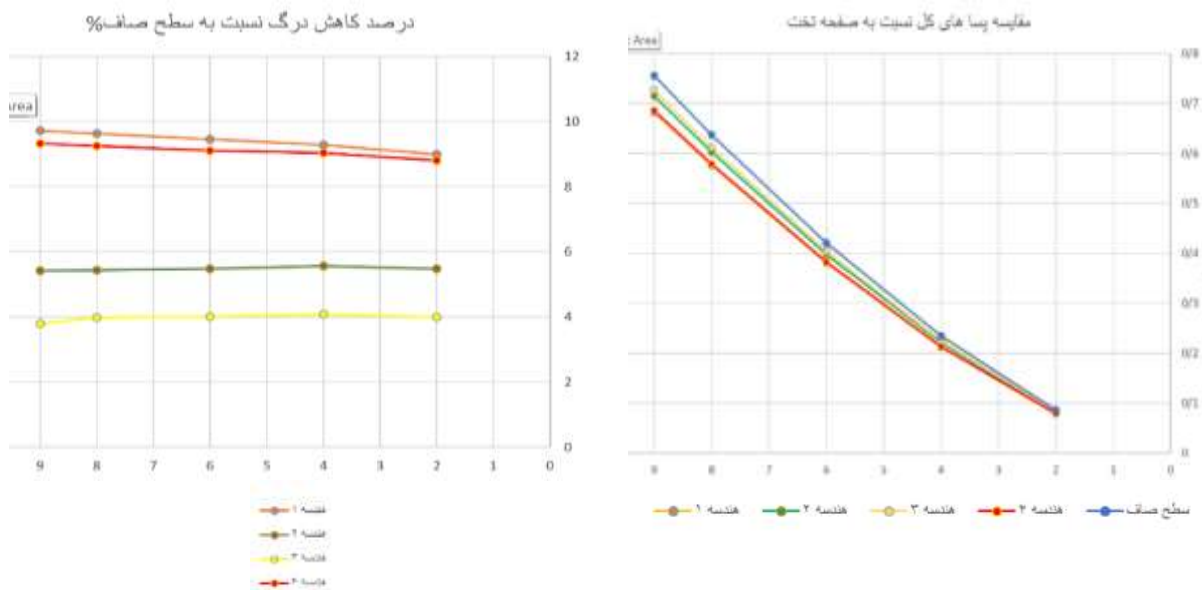 مقایسه پسا های کل نسبت به صفحه تخت
Area
0/8
0/7
0/6
0/5
0/4
0/3
0/2
0/1
0
9 8 7 6 5 4 3 2 1 0
هندسه ۱ هندسه ۲ هندسه ۳ هندسه ۴ سطح صاف
درصد کاهش درگ نسبت به سطح صاف%
Area
12
10
8
6
4
2
0
9 8 7 6 5 4 3 2 1 0
هندسه ۱
هندسه ۲
هندسه ۳
هندسه ۴